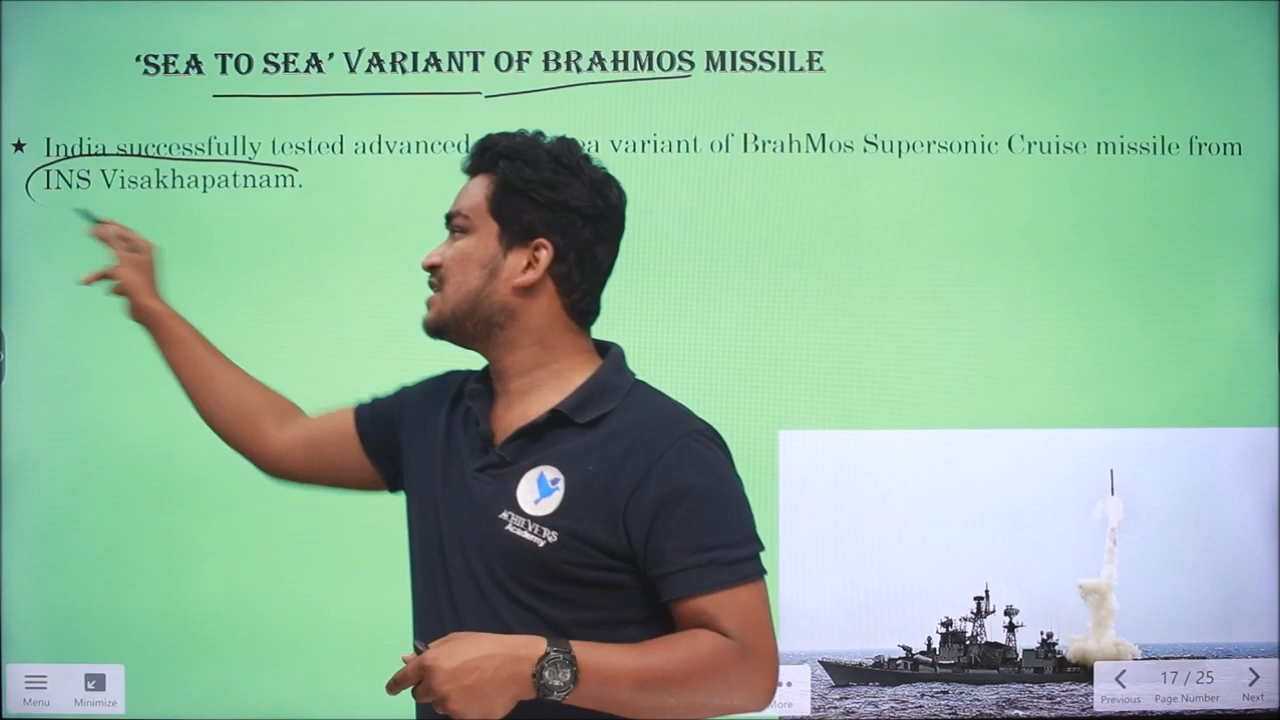 ‘SEA TO SEA’ VARIANT OF BRAHMOS MISSILE
★ India successfully tested advanced variant of BrahMos Supersonic Cruise missile from
INS Visakhapatnam.
ACHIEVERS
Academy
Menu
Minimize
More
Previous
17 / 25
Page Number
Next